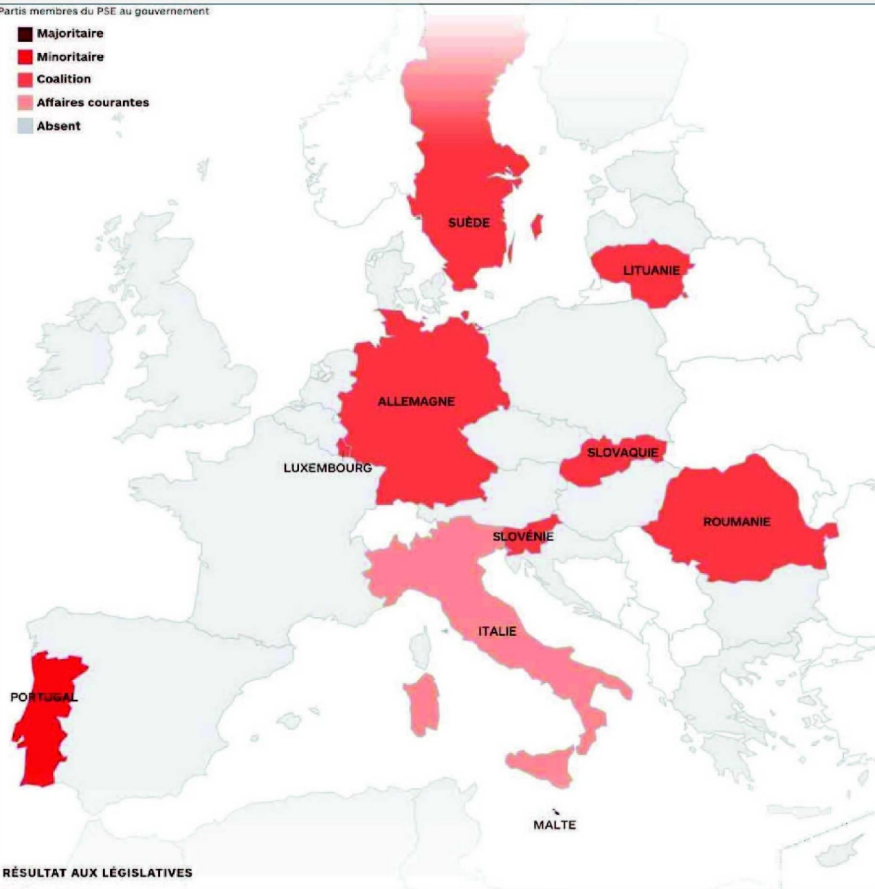 Partis membres du PSE au gouvernement
Majoritaire
Minoritaire
Coalition
Affaires courantes
Absent
SUÈDE
LITUANIE
ALLEMAGNE
SLOVAQUIE
LUXEMBOURG
ROUMANIE
SLOVÉNIE
ITALIE
PORTUGAL
MALTE
RÉSULTAT AUX LÉGISLATIVES